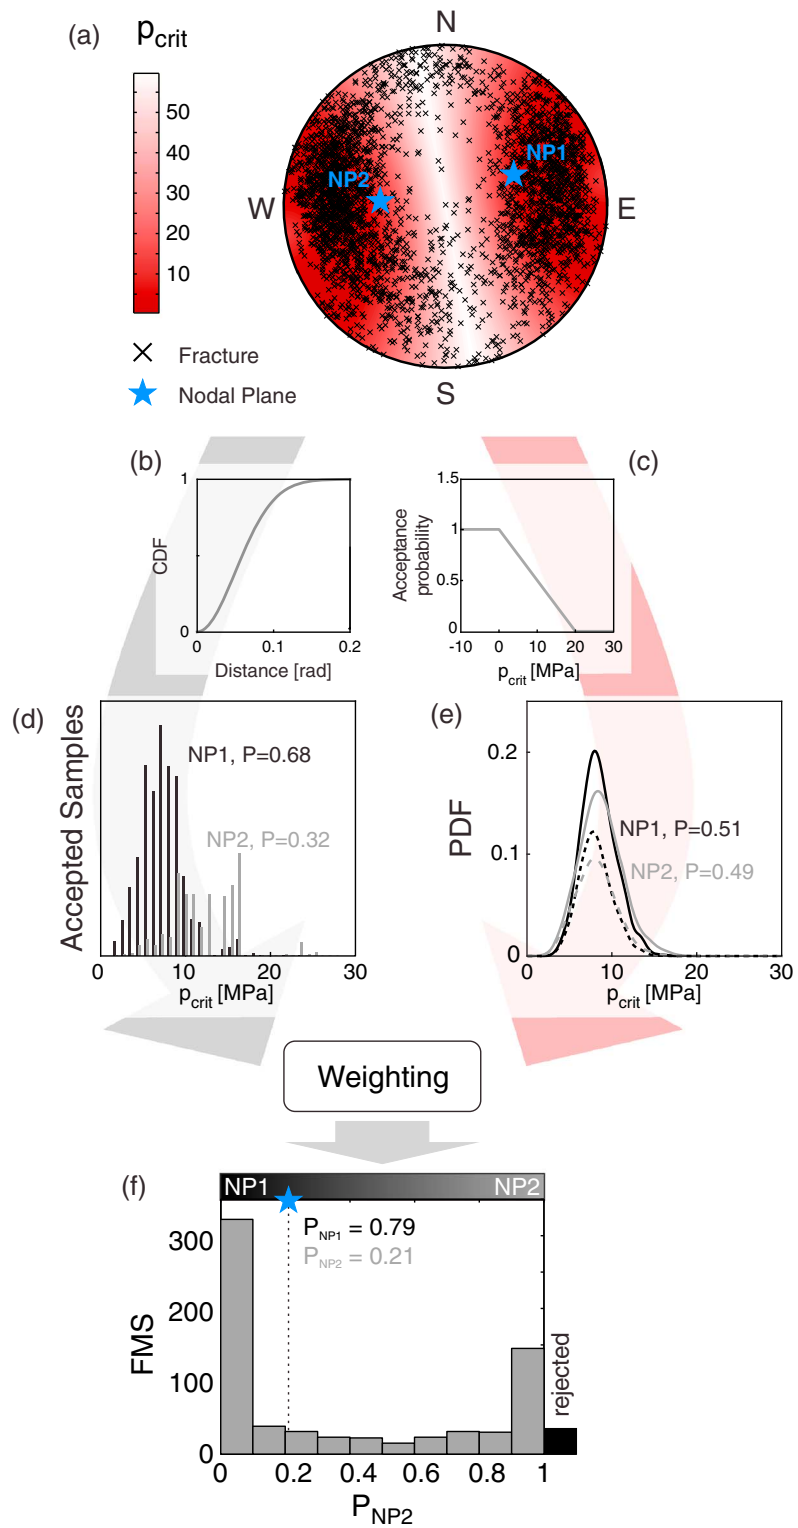 (a)
p_crit
N
50
40
30
20
10
NP1
NP2
W
E
S
Fracture
Nodal Plane
(b)
1
CDF
0
0
0.1
0.2
Distance [rad]
(c)
1.5
1
0.5
0
Acceptance
probability
-10
0
10
20
30
p_crit [MPa]
(d)
Accepted Samples
NP1, P=0.68
NP2, P=0.32
0
10
20
30
p_crit [MPa]
(e)
0.2
0.1
0
PDF
NP1, P=0.51
NP2, P=0.49
0
10
20
30
p_crit [MPa]
Weighting
(f)
NP1
NP2
P_NP1 = 0.79
P_NP2 = 0.21
300
200
100
0
FMS
rejected
0
0.2
0.4
0.6
0.8
1
P_NP2